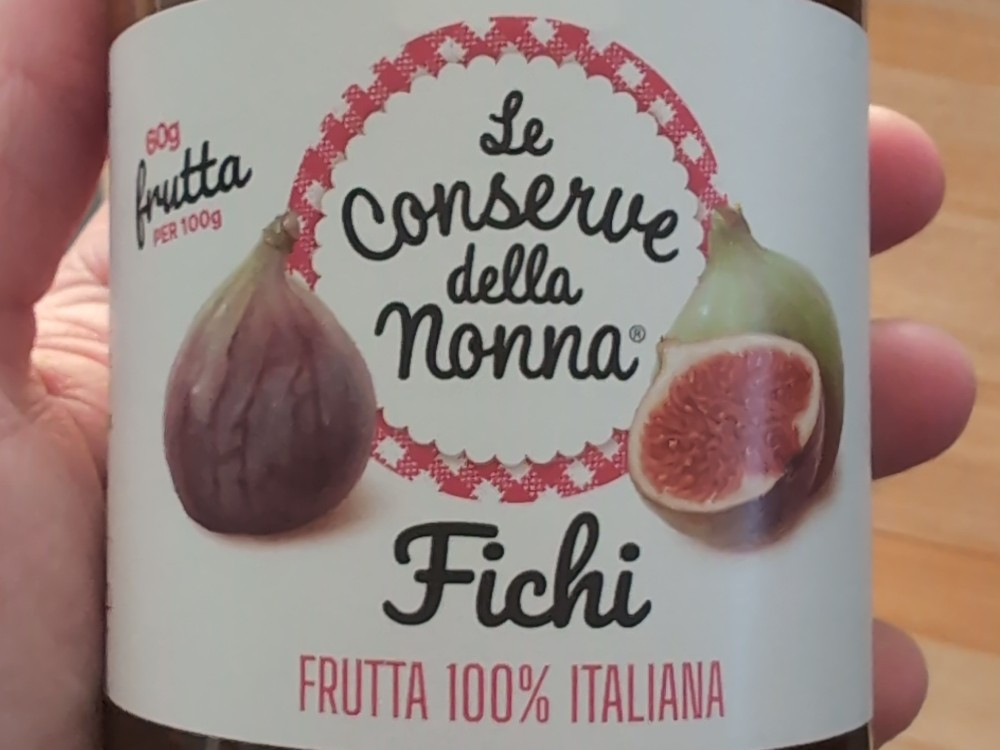 60g
frutta
PER 100g
Le
Conserve
della
Nonna®
Fichi
FRUTTA 100% ITALIANA